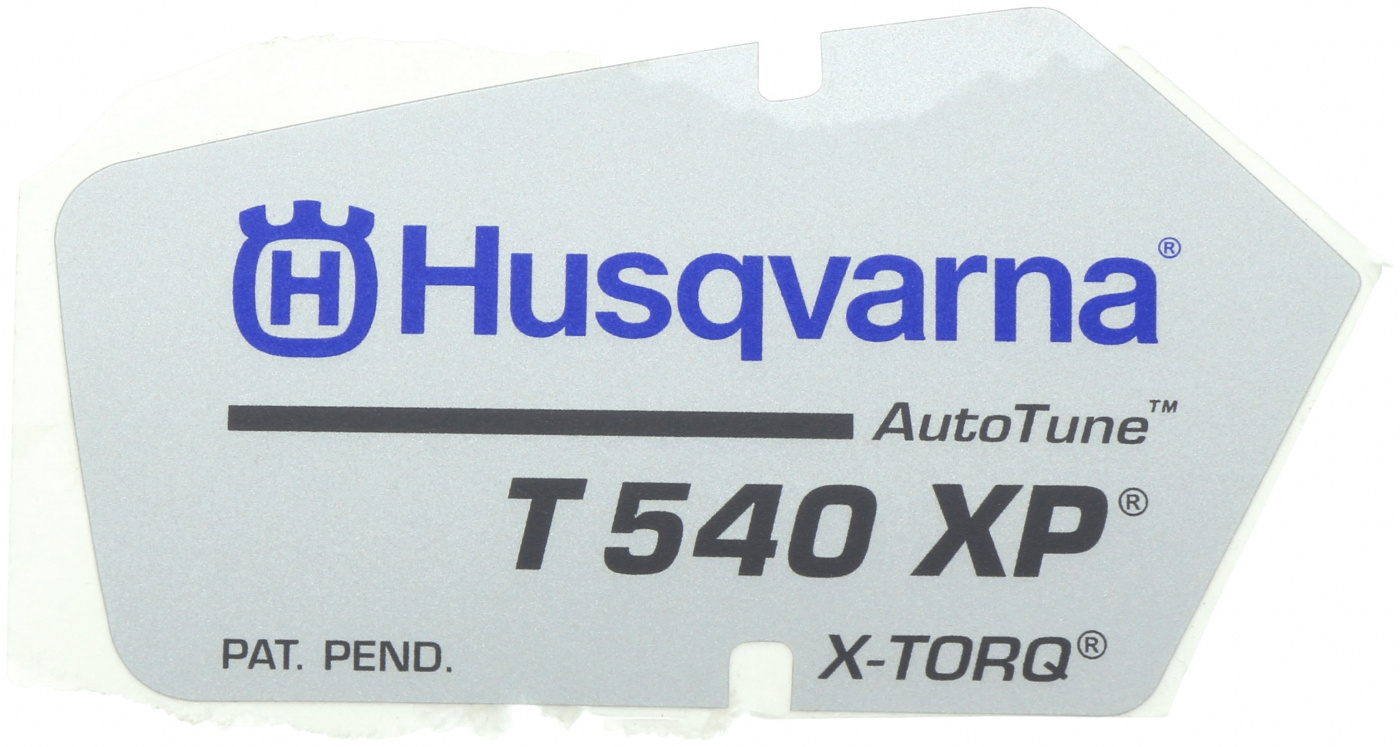 H Husqvarna®
AutoTune™
T 540 XP®
PAT. PEND. X-TORQ®